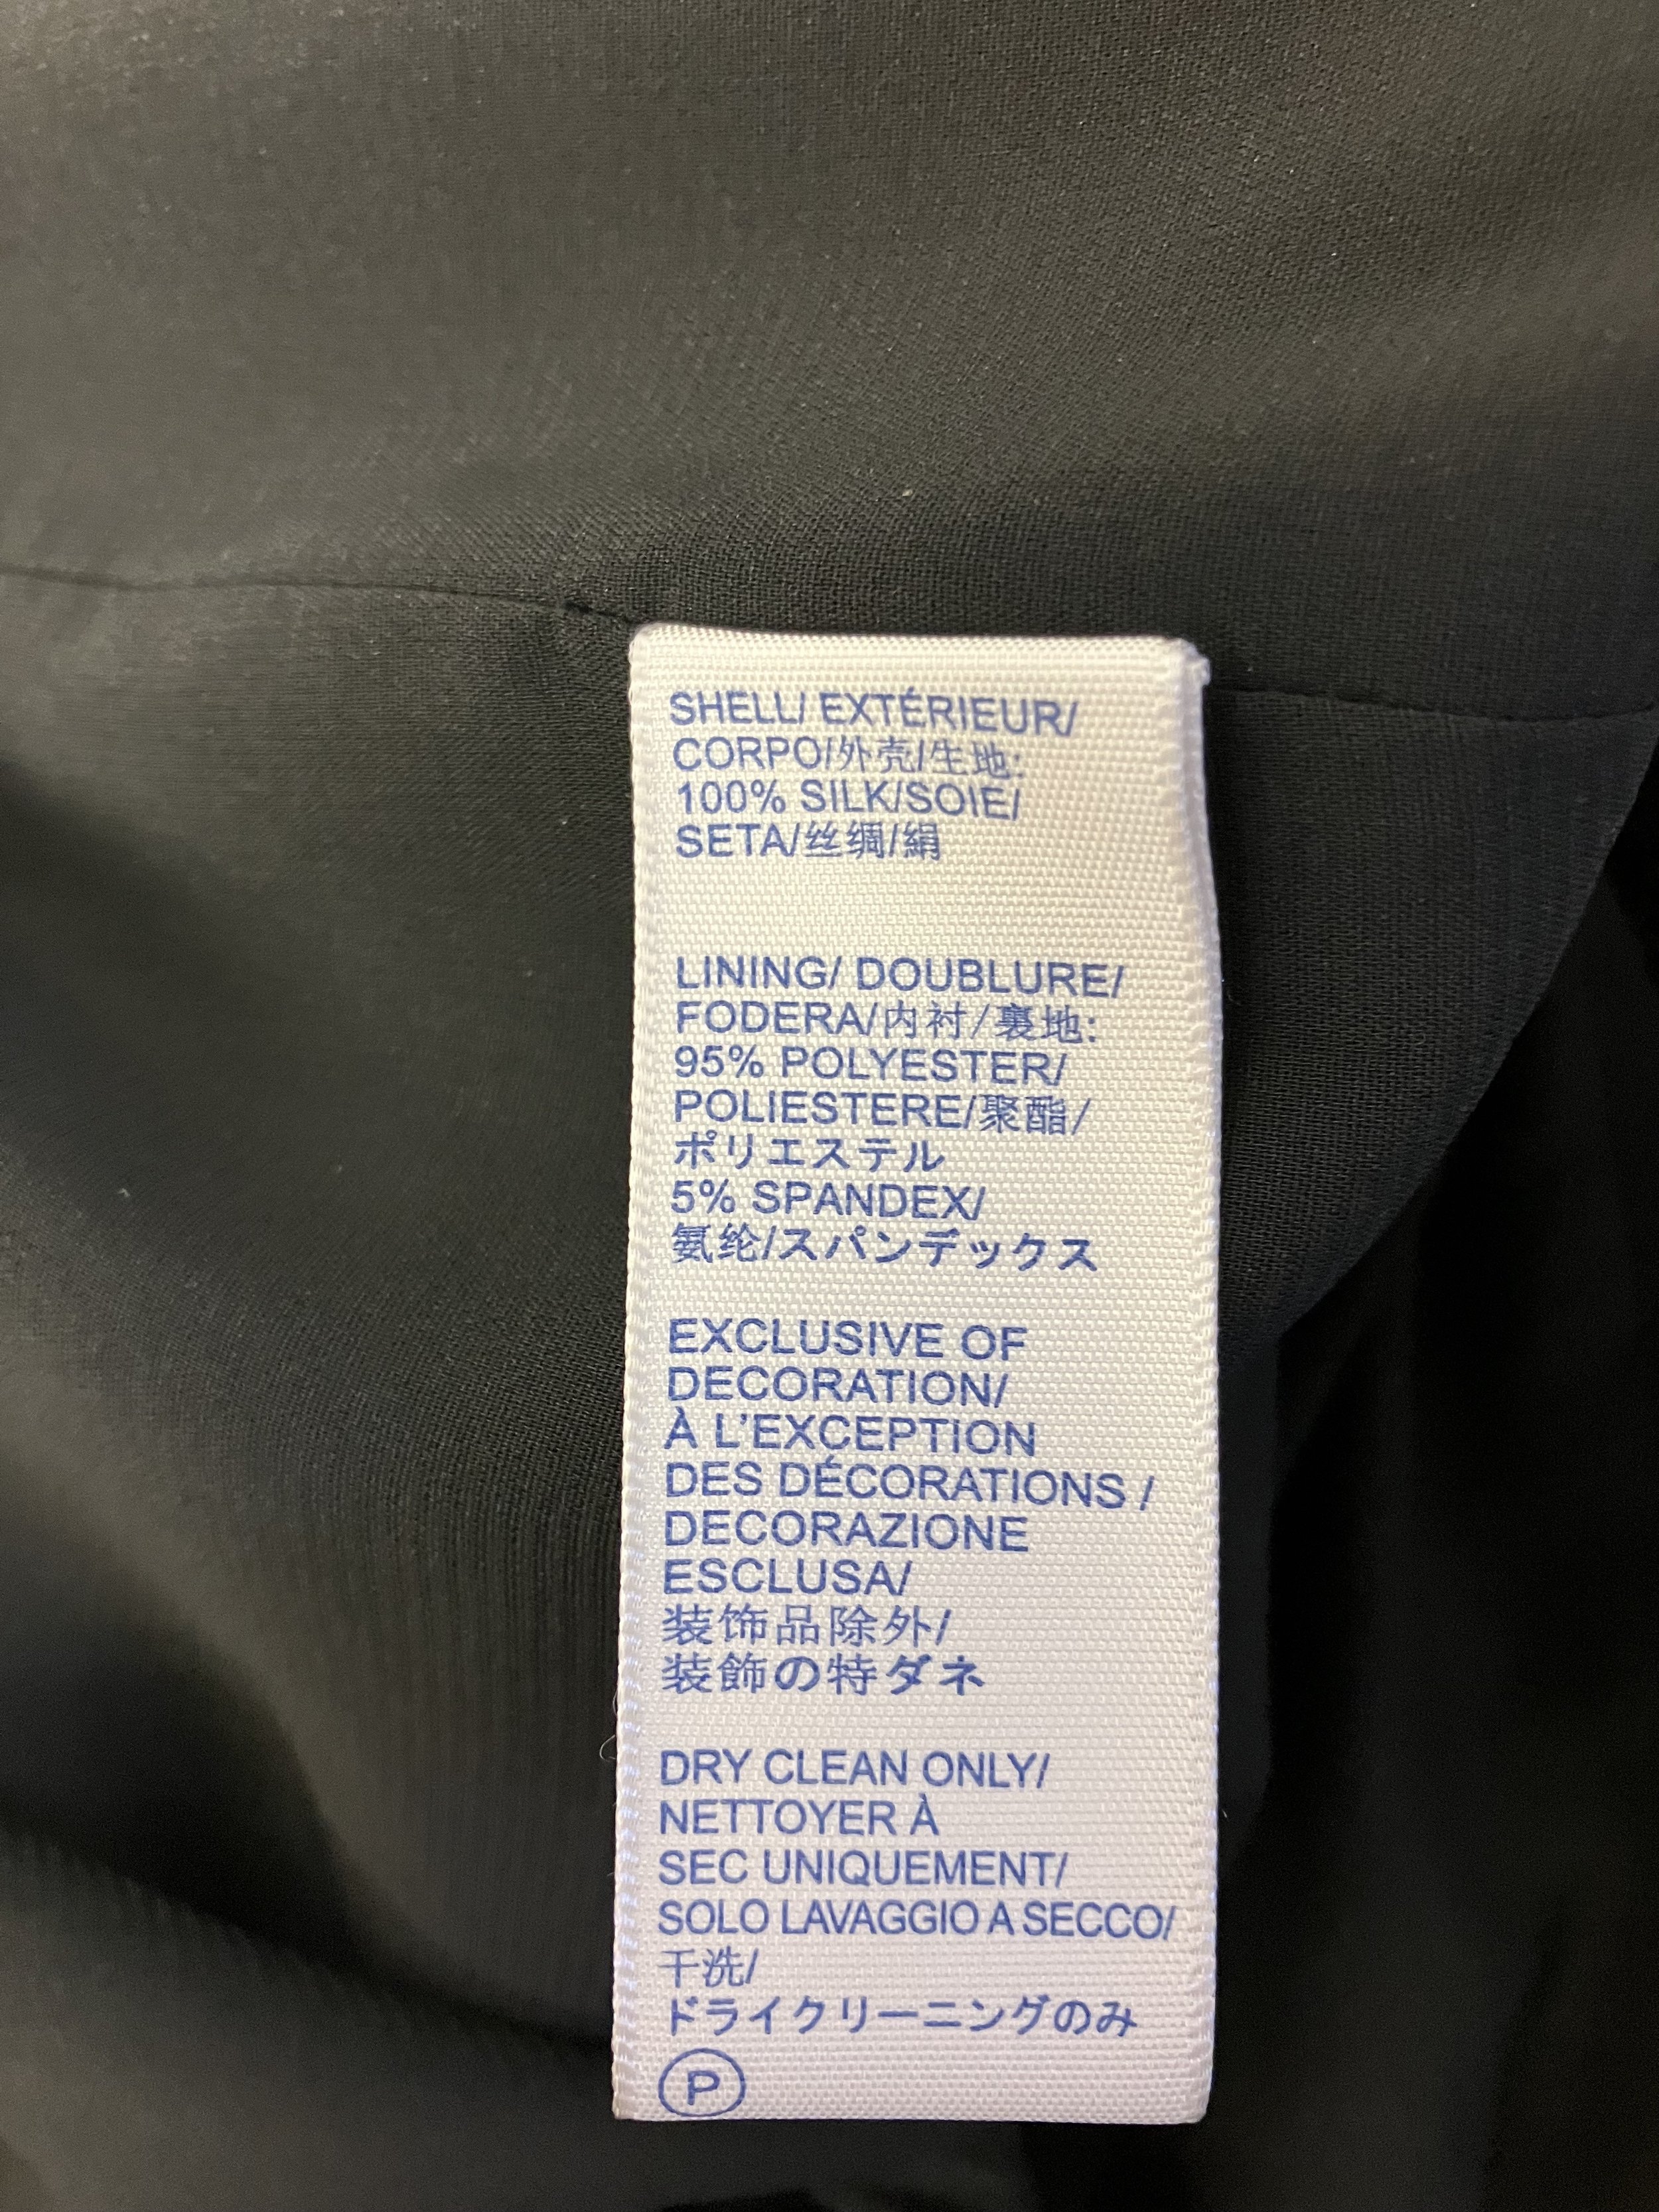 SHELL/ EXTÉRIEUR/
CORPO/外壳/生地:
100% SILK/SOIE/
SETA/丝绸/絹
LINING/ DOUBLURE/
FODERA/内衬/裏地:
95% POLYESTER/
POLIESTERE/聚酯/
ポリエステル
5% SPANDEX/
氨纶/スパンデックス
EXCLUSIVE OF
DECORATION/
À L'EXCEPTION
DES DÉCORATIONS /
DECORAZIONE
ESCLUSA/
装饰品除外/
装飾の特ダネ
DRY CLEAN ONLY/
NETTOYER À
SEC UNIQUEMENT/
SOLO LAVAGGIO A SECCO/
干洗/
ドライクリーニングのみ
P